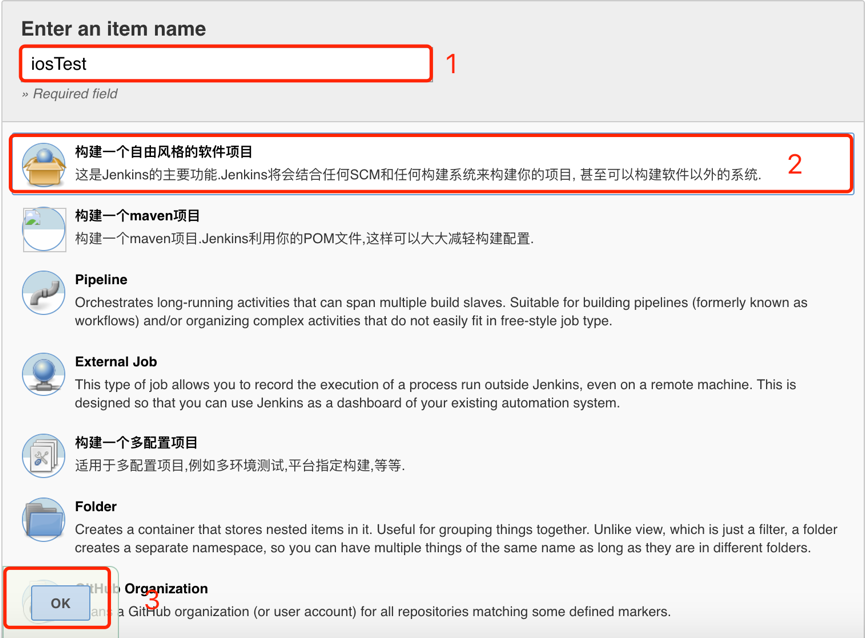 Enter an item name
iosTest
1
» Required field
构建一个自由风格的软件项目
这是Jenkins的主要功能.Jenkins将会结合任何SCM和任何构建系统来构建你的项目, 甚至可以构建软件以外的系统.
2
构建一个maven项目
构建一个maven项目.Jenkins利用你的POM文件,这样可以大大减轻构建配置.
Pipeline
Orchestrates long-running activities that can span multiple build slaves. Suitable for building pipelines (formerly known as
workflows) and/or organizing complex activities that do not easily fit in free-style job type.
External Job
This type of job allows you to record the execution of a process run outside Jenkins, even on a remote machine. This is
designed so that you can use Jenkins as a dashboard of your existing automation system.
构建一个多配置项目
适用于多配置项目,例如多环境测试,平台指定构建,等等.
Folder
Creates a container that stores nested items in it. Useful for grouping things together. Unlike view, which is just a filter, a folder
creates a separate namespace, so you can have multiple things of the same name as long as they are in different folders.
GitHub Organization
OK
3
a GitHub organization (or user account) for all repositories matching some defined markers.